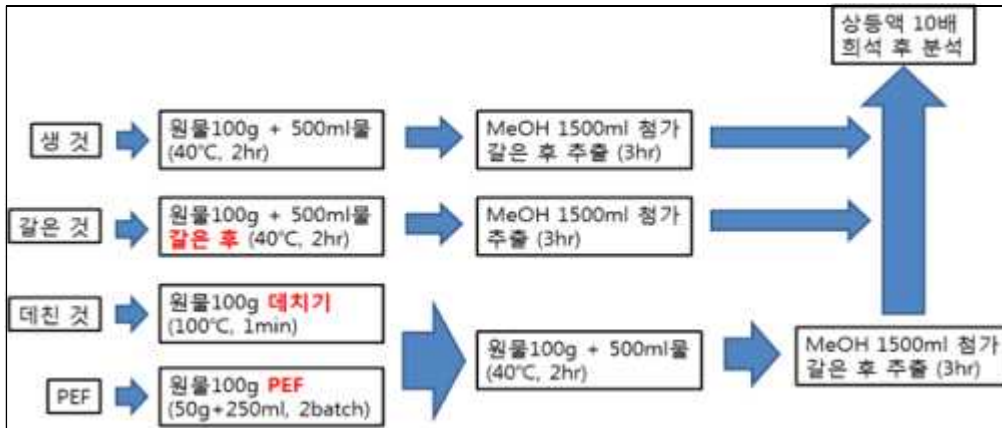 상등액 10배
희석 후 분석
생 것
원물100g + 500ml물
(40℃, 2hr)
MeOH 1500ml 첨가
갈은 후 추출 (3hr)
갈은 것
원물100g + 500ml물
갈은 후 (40℃, 2hr)
MeOH 1500ml 첨가
추출 (3hr)
데친 것
원물100g 데치기
(100℃, 1min)
PEF
원물100g PEF
(50g+250ml, 2batch)
원물100g + 500ml물
(40℃, 2hr)
MeOH 1500ml 첨가
갈은 후 추출 (3hr)